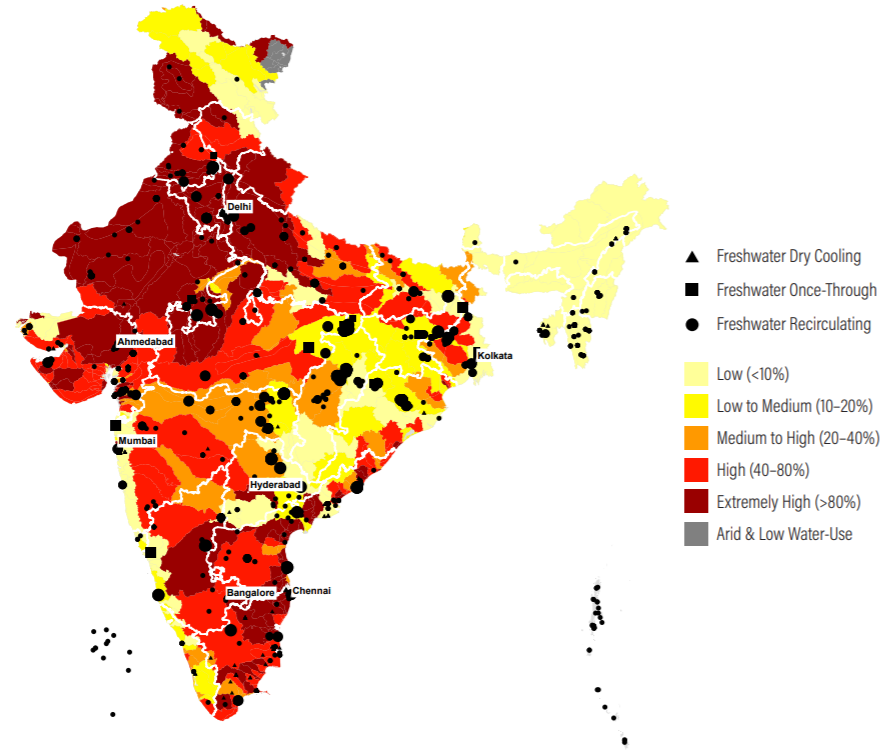 Delhi
Ahmedabad
Kolkata
Mumbai
Hyderabad
Bangalore
Chennai
Freshwater Dry Cooling
Freshwater Once-Through
Freshwater Recirculating
Low (<10%)
Low to Medium (10–20%)
Medium to High (20–40%)
High (40–80%)
Extremely High (>80%)
Arid & Low Water-Use